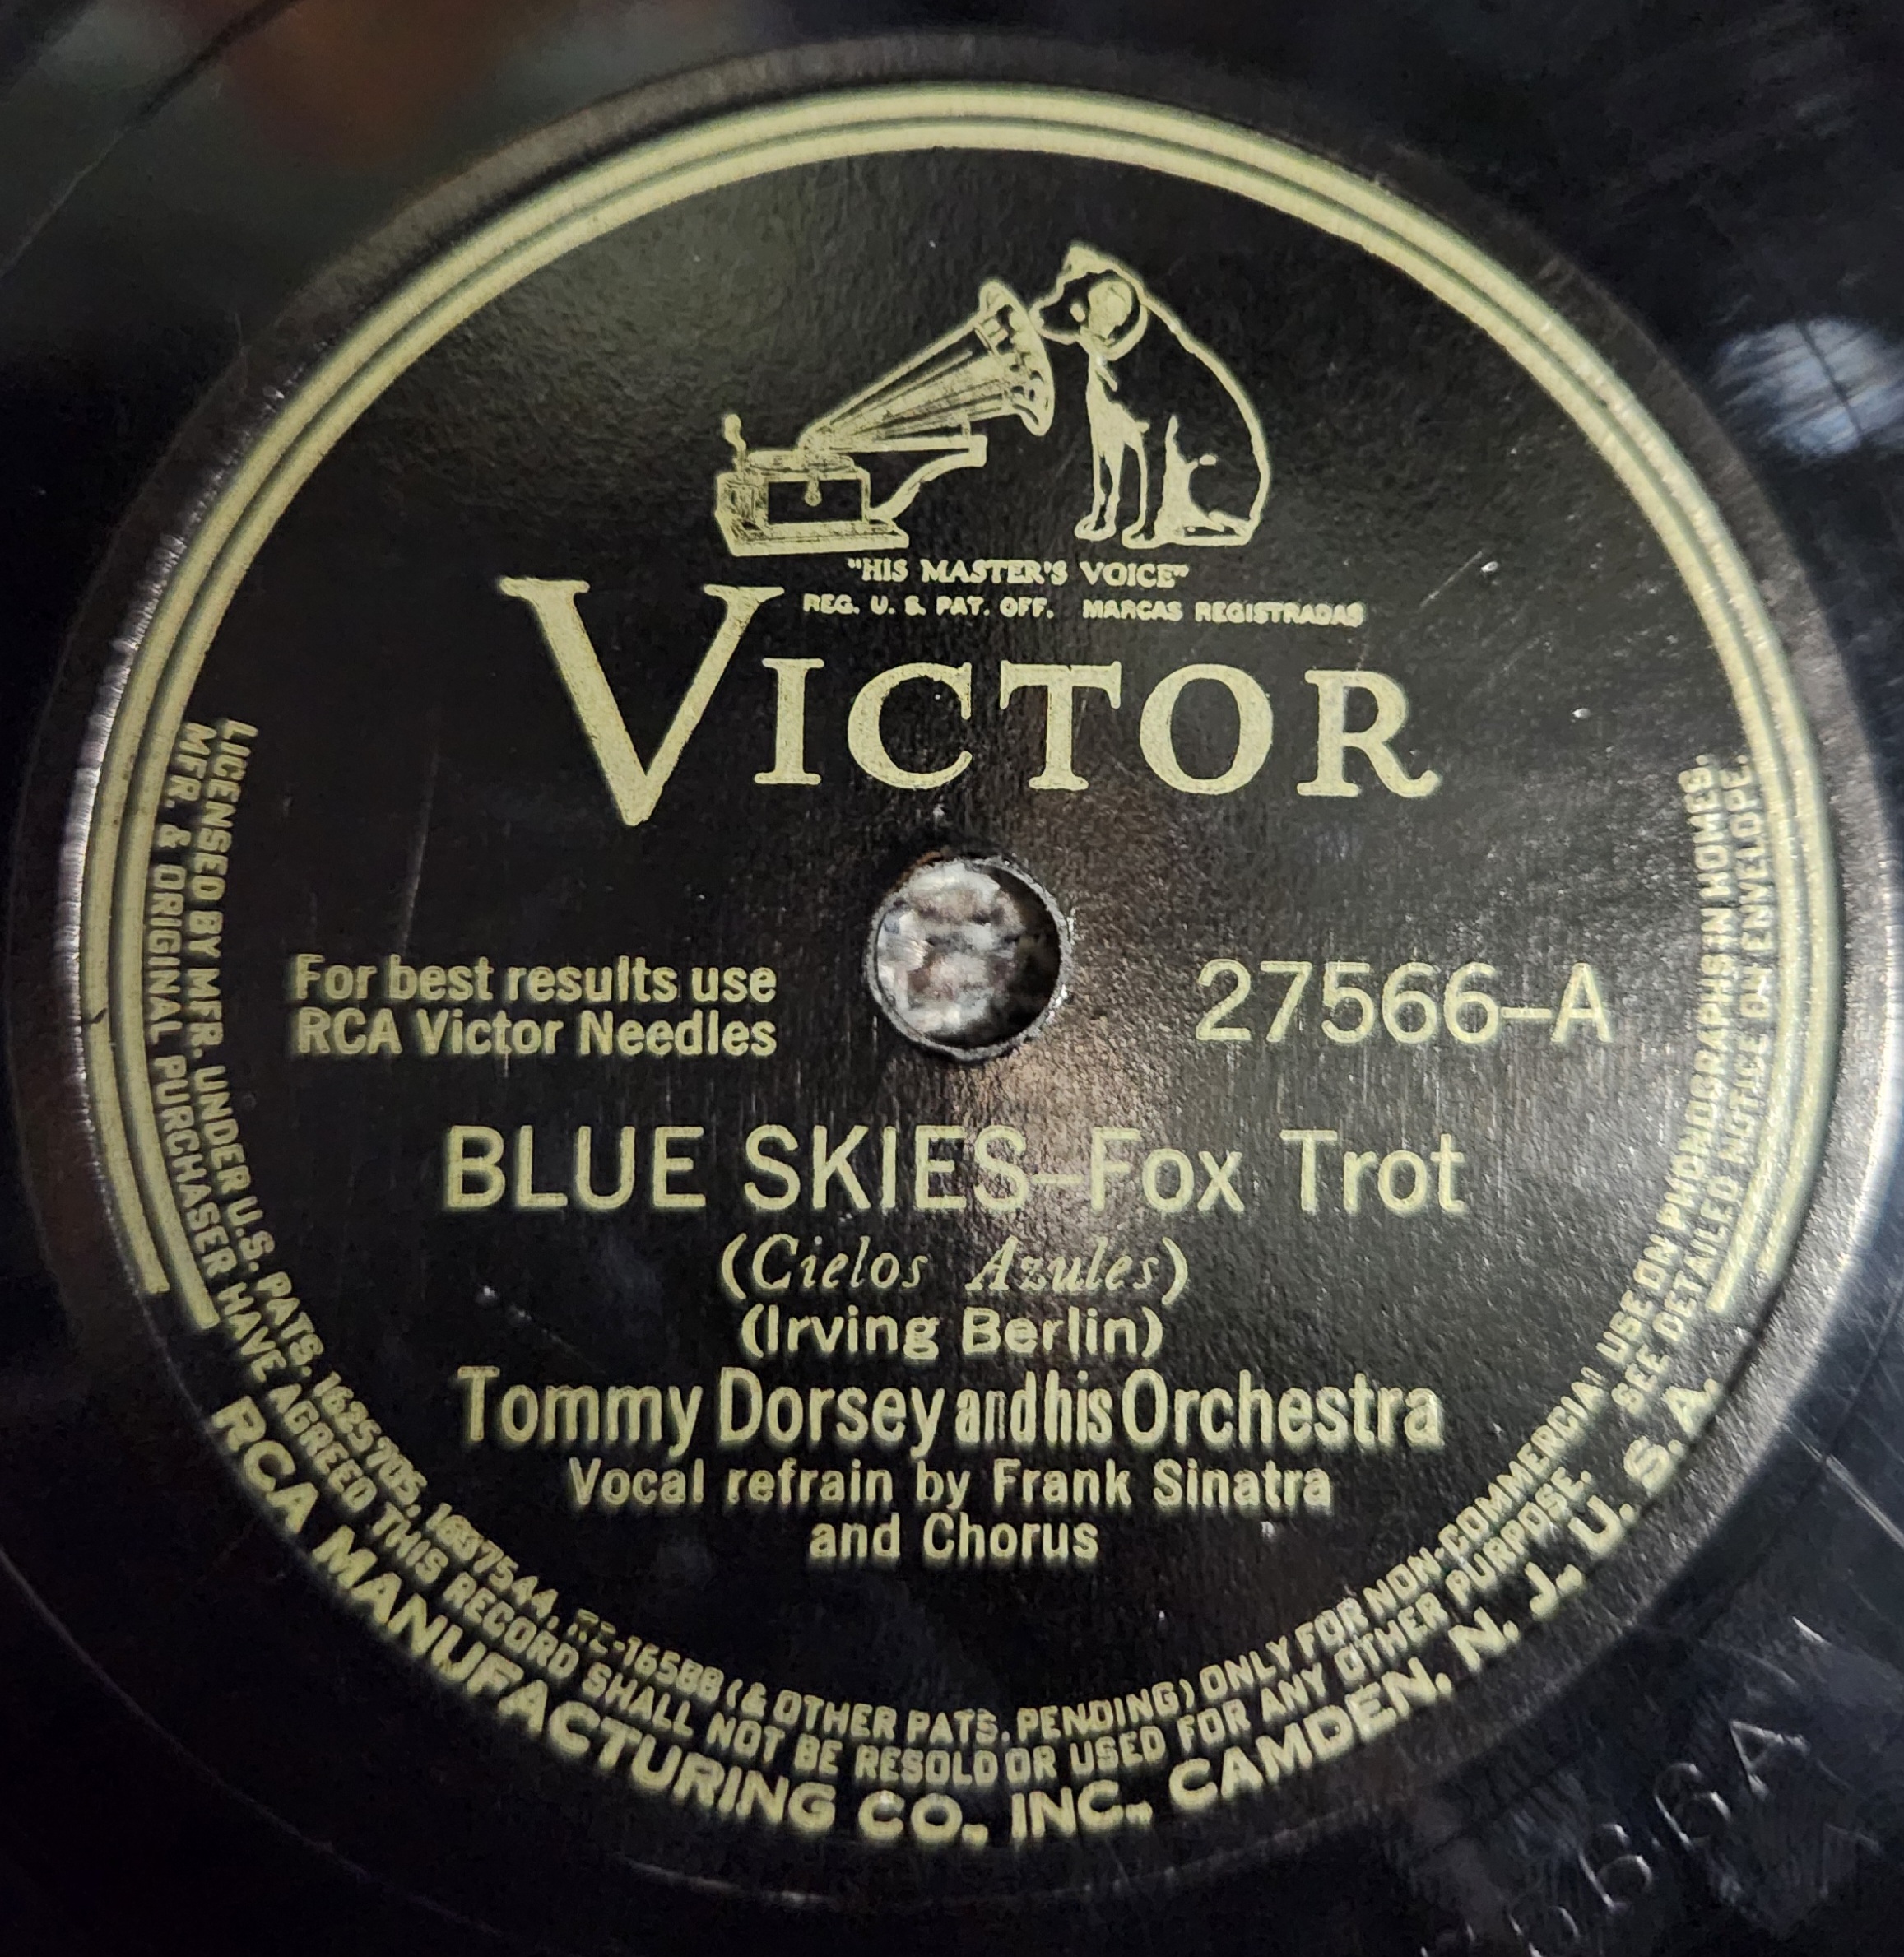 "HIS MASTER'S VOICE"
REG. U. S. PAT. OFF. MARCAS REGISTRADAS
VICTOR
For best results use
RCA Victor Needles
27566-A
BLUE SKIES-Fox Trot
(Cielos Azules)
(Irving Berlin)
Tommy Dorsey and his Orchestra
Vocal refrain by Frank Sinatra
and Chorus
LICENSED BY MFR. UNDER U.S. PATS. 1625705, 1637544, RE-16588 (& OTHER PATS. PENDING) ONLY FOR NON-COMMERCIAL USE ON PHONOGRAPHS IN HOMES.
MFR. & ORIGINAL PURCHASER HAVE AGREED THIS RECORD SHALL NOT BE RESOLD OR USED FOR ANY OTHER PURPOSE. SEE DETAILED NOTICE ON ENVELOPE.
RCA MANUFACTURING CO., INC., CAMDEN, N. J., U. S. A.